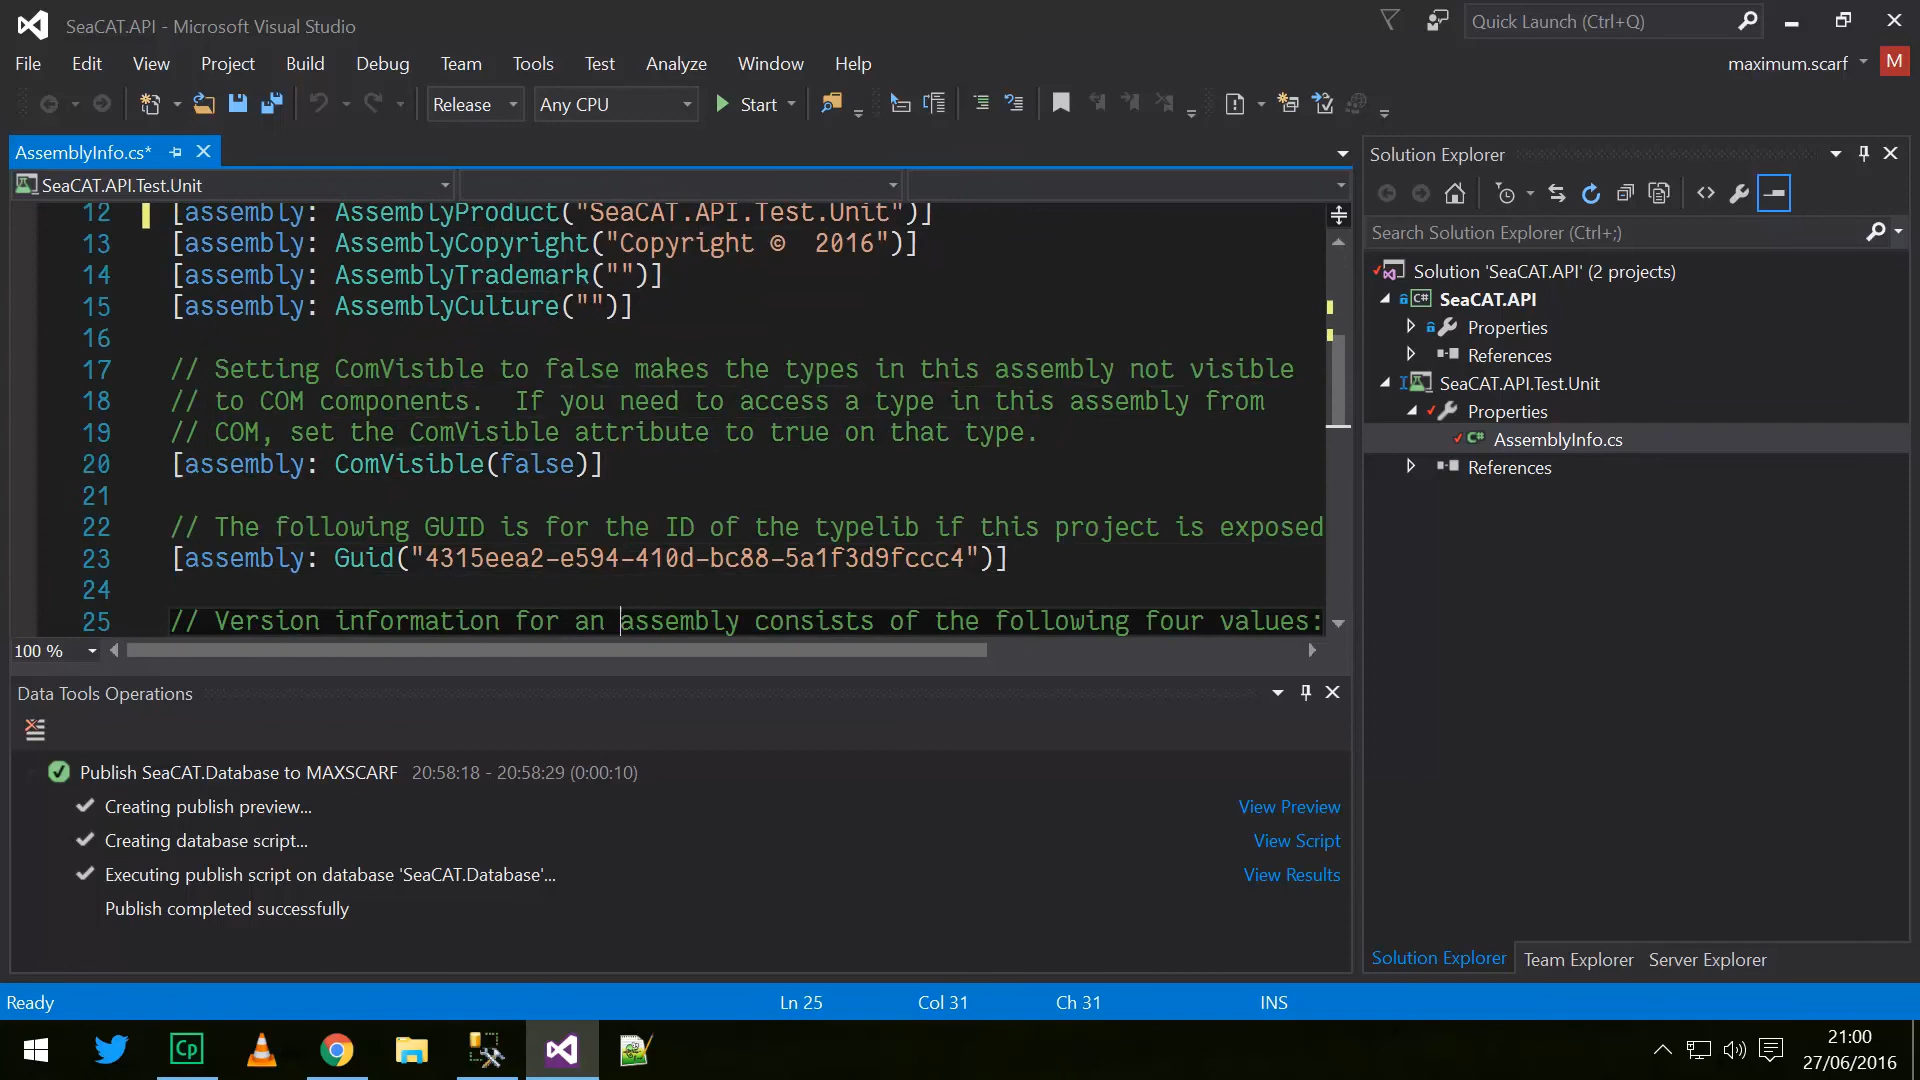 SeaCAT.API - Microsoft Visual Studio
Quick Launch (Ctrl+Q)
File Edit View Project Build Debug Team Tools Test Analyze Window Help
maximum.scarf
M
Release
Any CPU
Start
AssemblyInfo.cs*
SeaCAT.API.Test.Unit
12 [assembly: AssemblyProduct("SeaCAT.API.Test.Unit")]
13 [assembly: AssemblyCopyright("Copyright ©  2016")]
14 [assembly: AssemblyTrademark("")]
15 [assembly: AssemblyCulture("")]
16
17 // Setting ComVisible to false makes the types in this assembly not visible
18 // to COM components.  If you need to access a type in this assembly from
19 // COM, set the ComVisible attribute to true on that type.
20 [assembly: ComVisible(false)]
21
22 // The following GUID is for the ID of the typelib if this project is exposed
23 [assembly: Guid("4315eea2-e594-410d-bc88-5a1f3d9fccc4")]
24
25 // Version information for an assembly consists of the following four values:
100 %
Data Tools Operations
Publish SeaCAT.Database to MAXSCARF 20:58:18 - 20:58:29 (0:00:10)
Creating publish preview... View Preview
Creating database script... View Script
Executing publish script on database 'SeaCAT.Database'... View Results
Publish completed successfully
Solution Explorer
Search Solution Explorer (Ctrl+;)
Solution 'SeaCAT.API' (2 projects)
C# SeaCAT.API
Properties
References
SeaCAT.API.Test.Unit
Properties
C# AssemblyInfo.cs
References
Solution Explorer Team Explorer Server Explorer
Ready Ln 25 Col 31 Ch 31 INS
Cp
21:00
27/06/2016